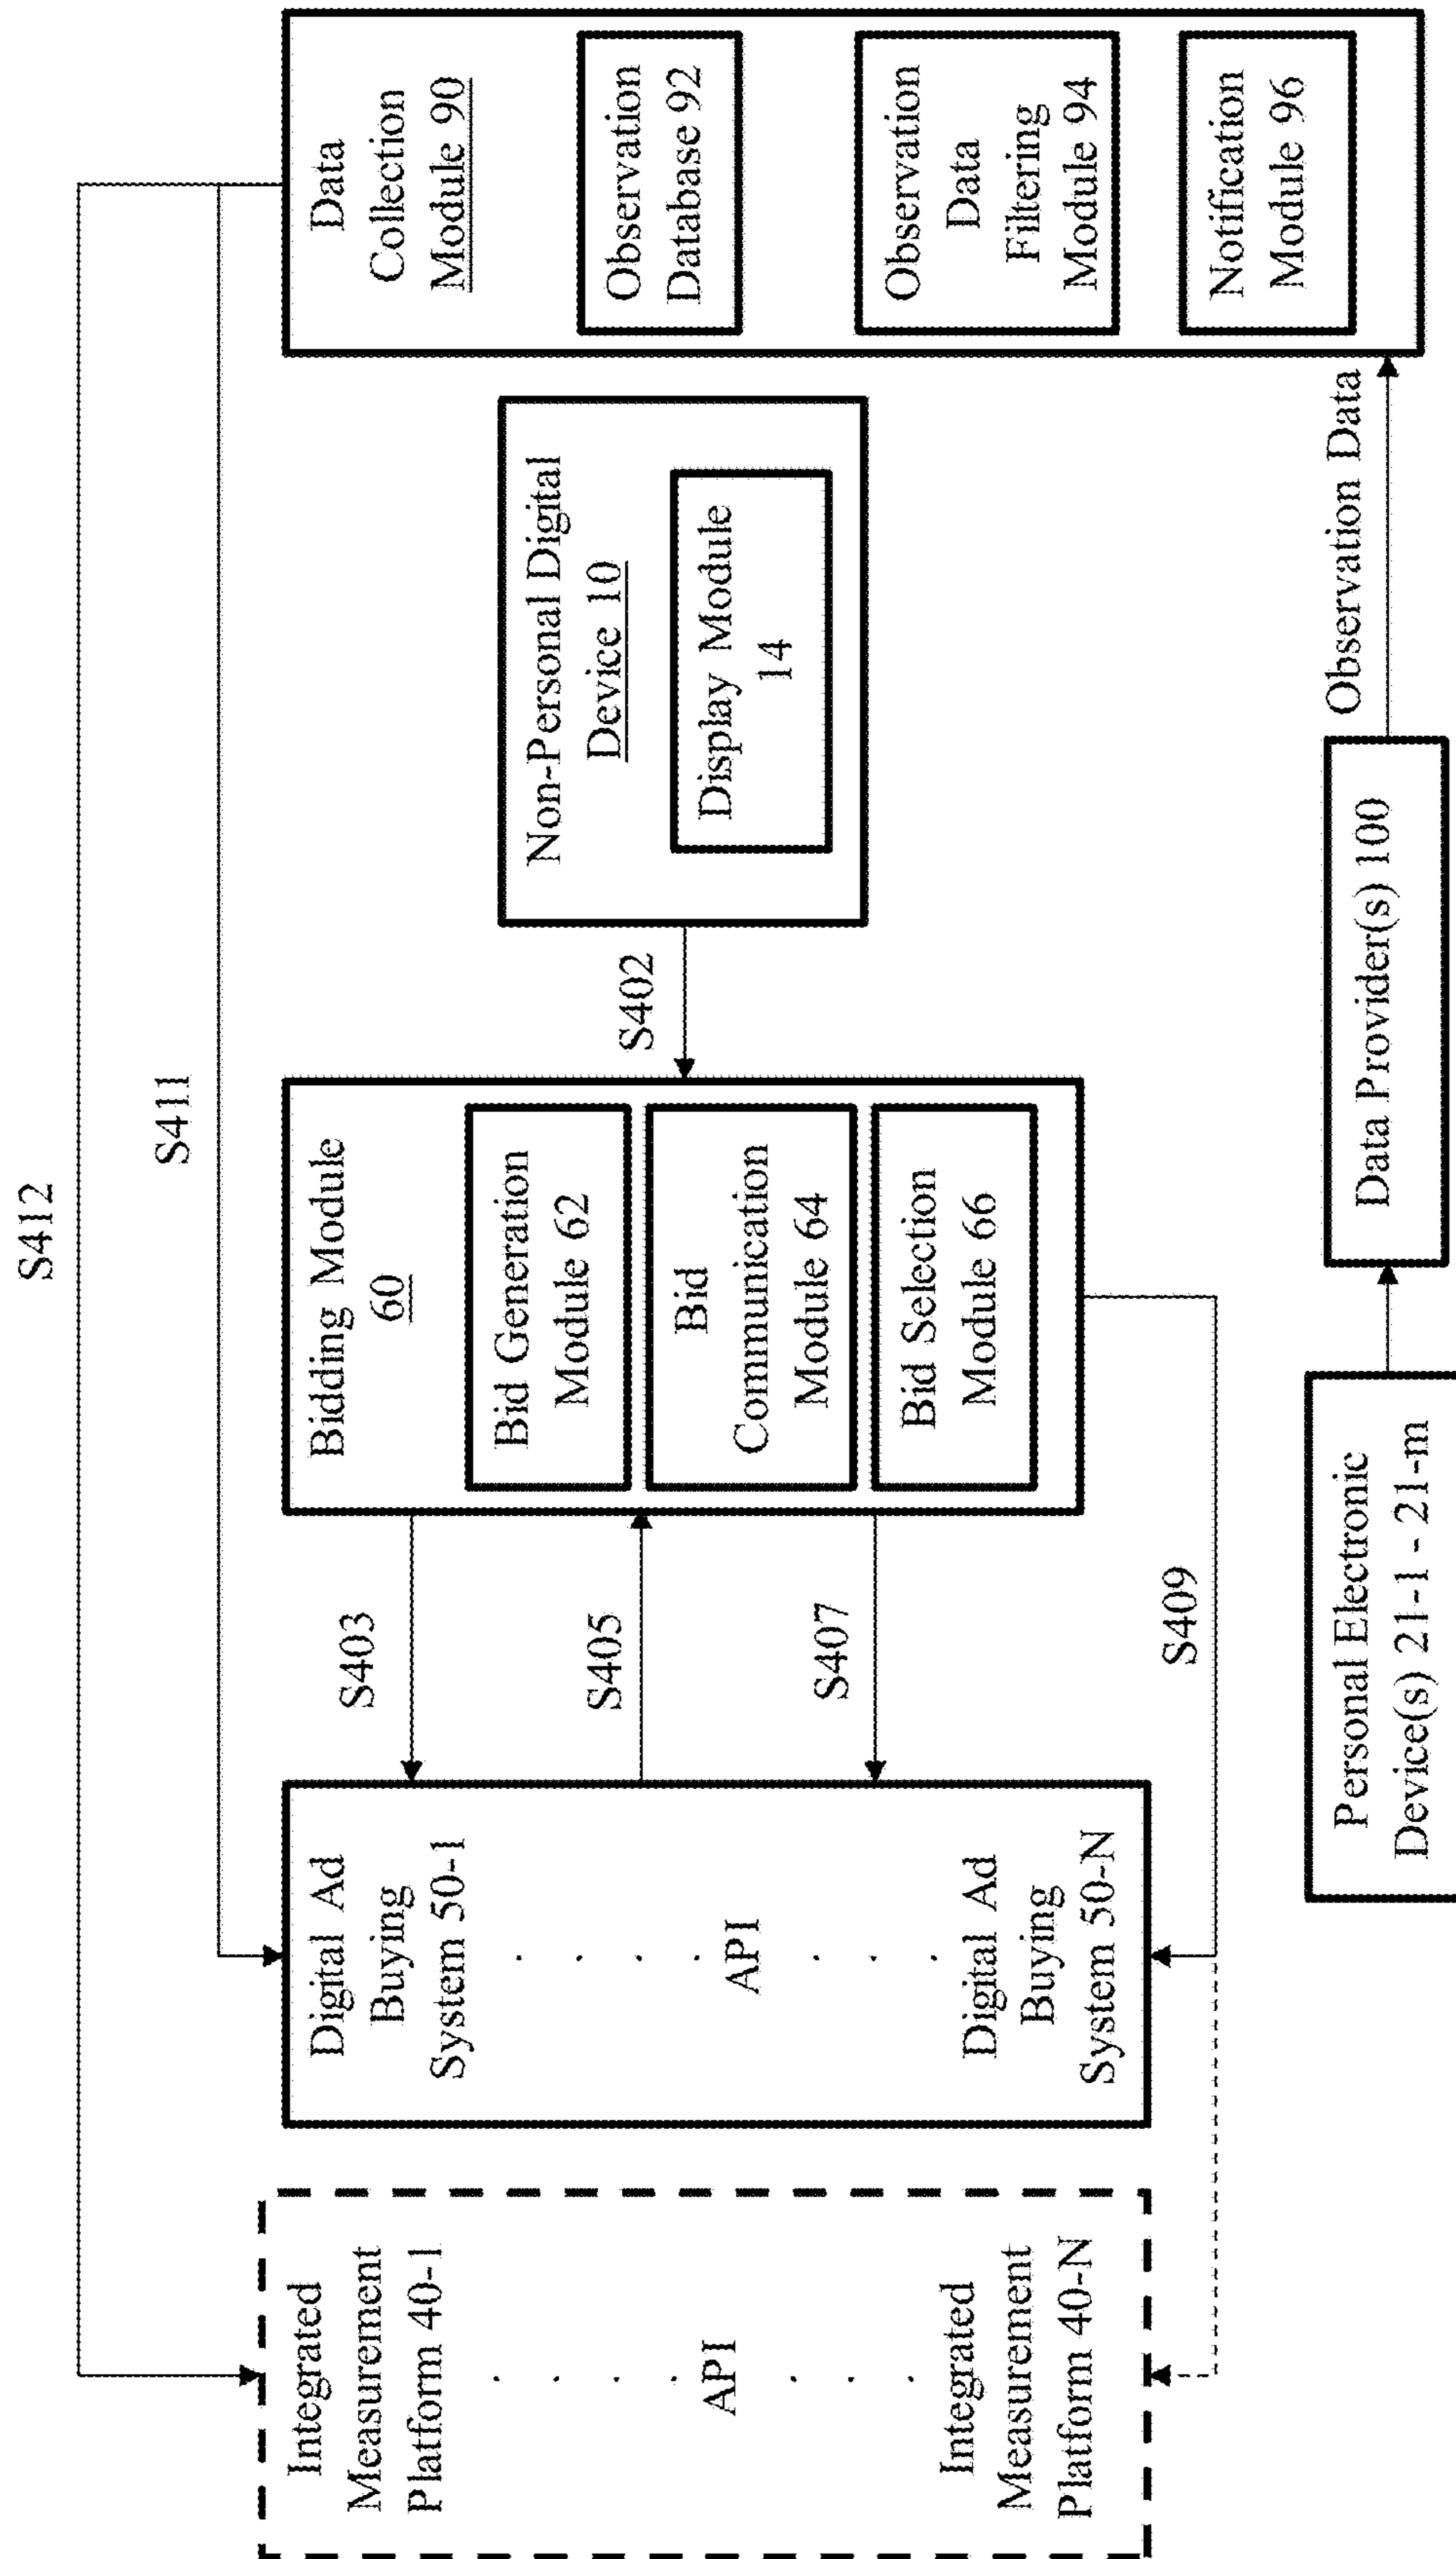 S412
S411
Integrated
Measurement
Platform 40-1
API
Integrated
Measurement
Platform 40-N
Digital Ad
Buying
System 50-1
API
Digital Ad
Buying
System 50-N
S403
S405
S407
S409
Bidding Module
60
Bid Generation
Module 62
Bid
Communication
Module 64
Bid Selection
Module 66
S402
Non-Personal Digital
Device 10
Display Module
14
Data
Collection
Module 90
Observation
Database 92
Observation
Data
Filtering
Module 94
Notification
Module 96
Personal Electronic
Device(s) 21-1 - 21-m
Data Provider(s) 100
Observation Data